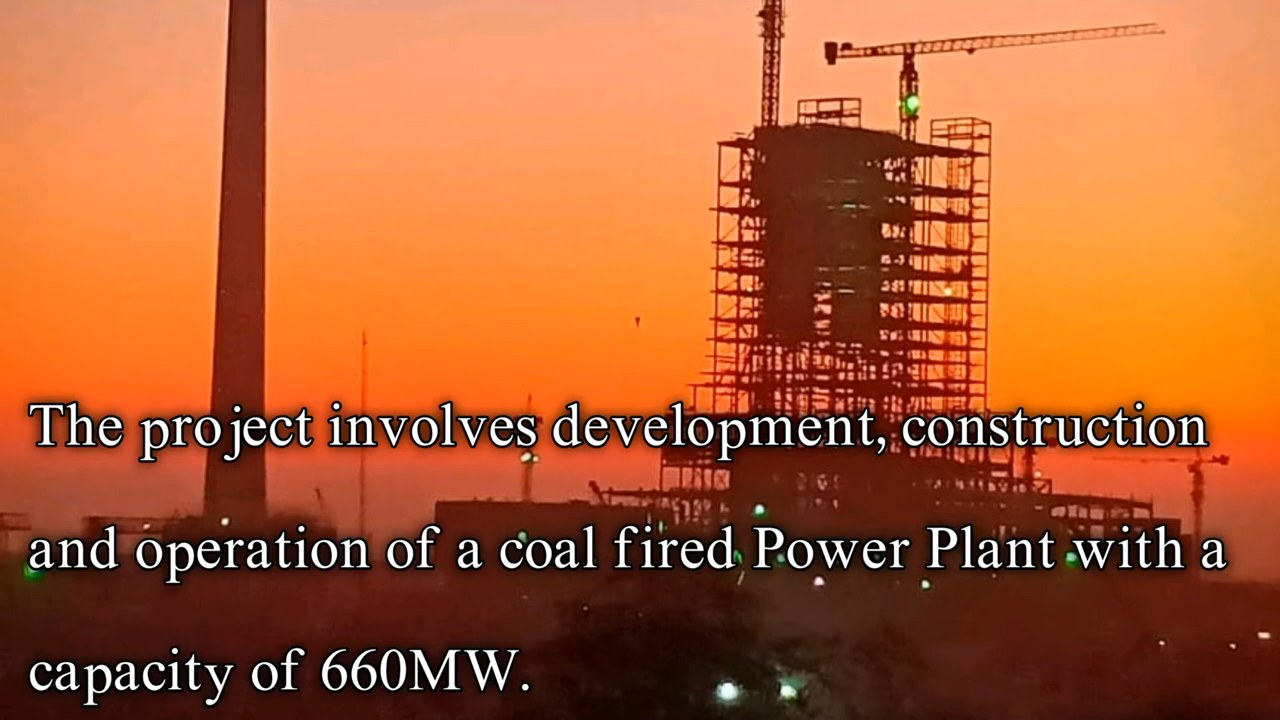 The project involves development, construction
and operation of a coal fired Power Plant with a
capacity of 660MW.